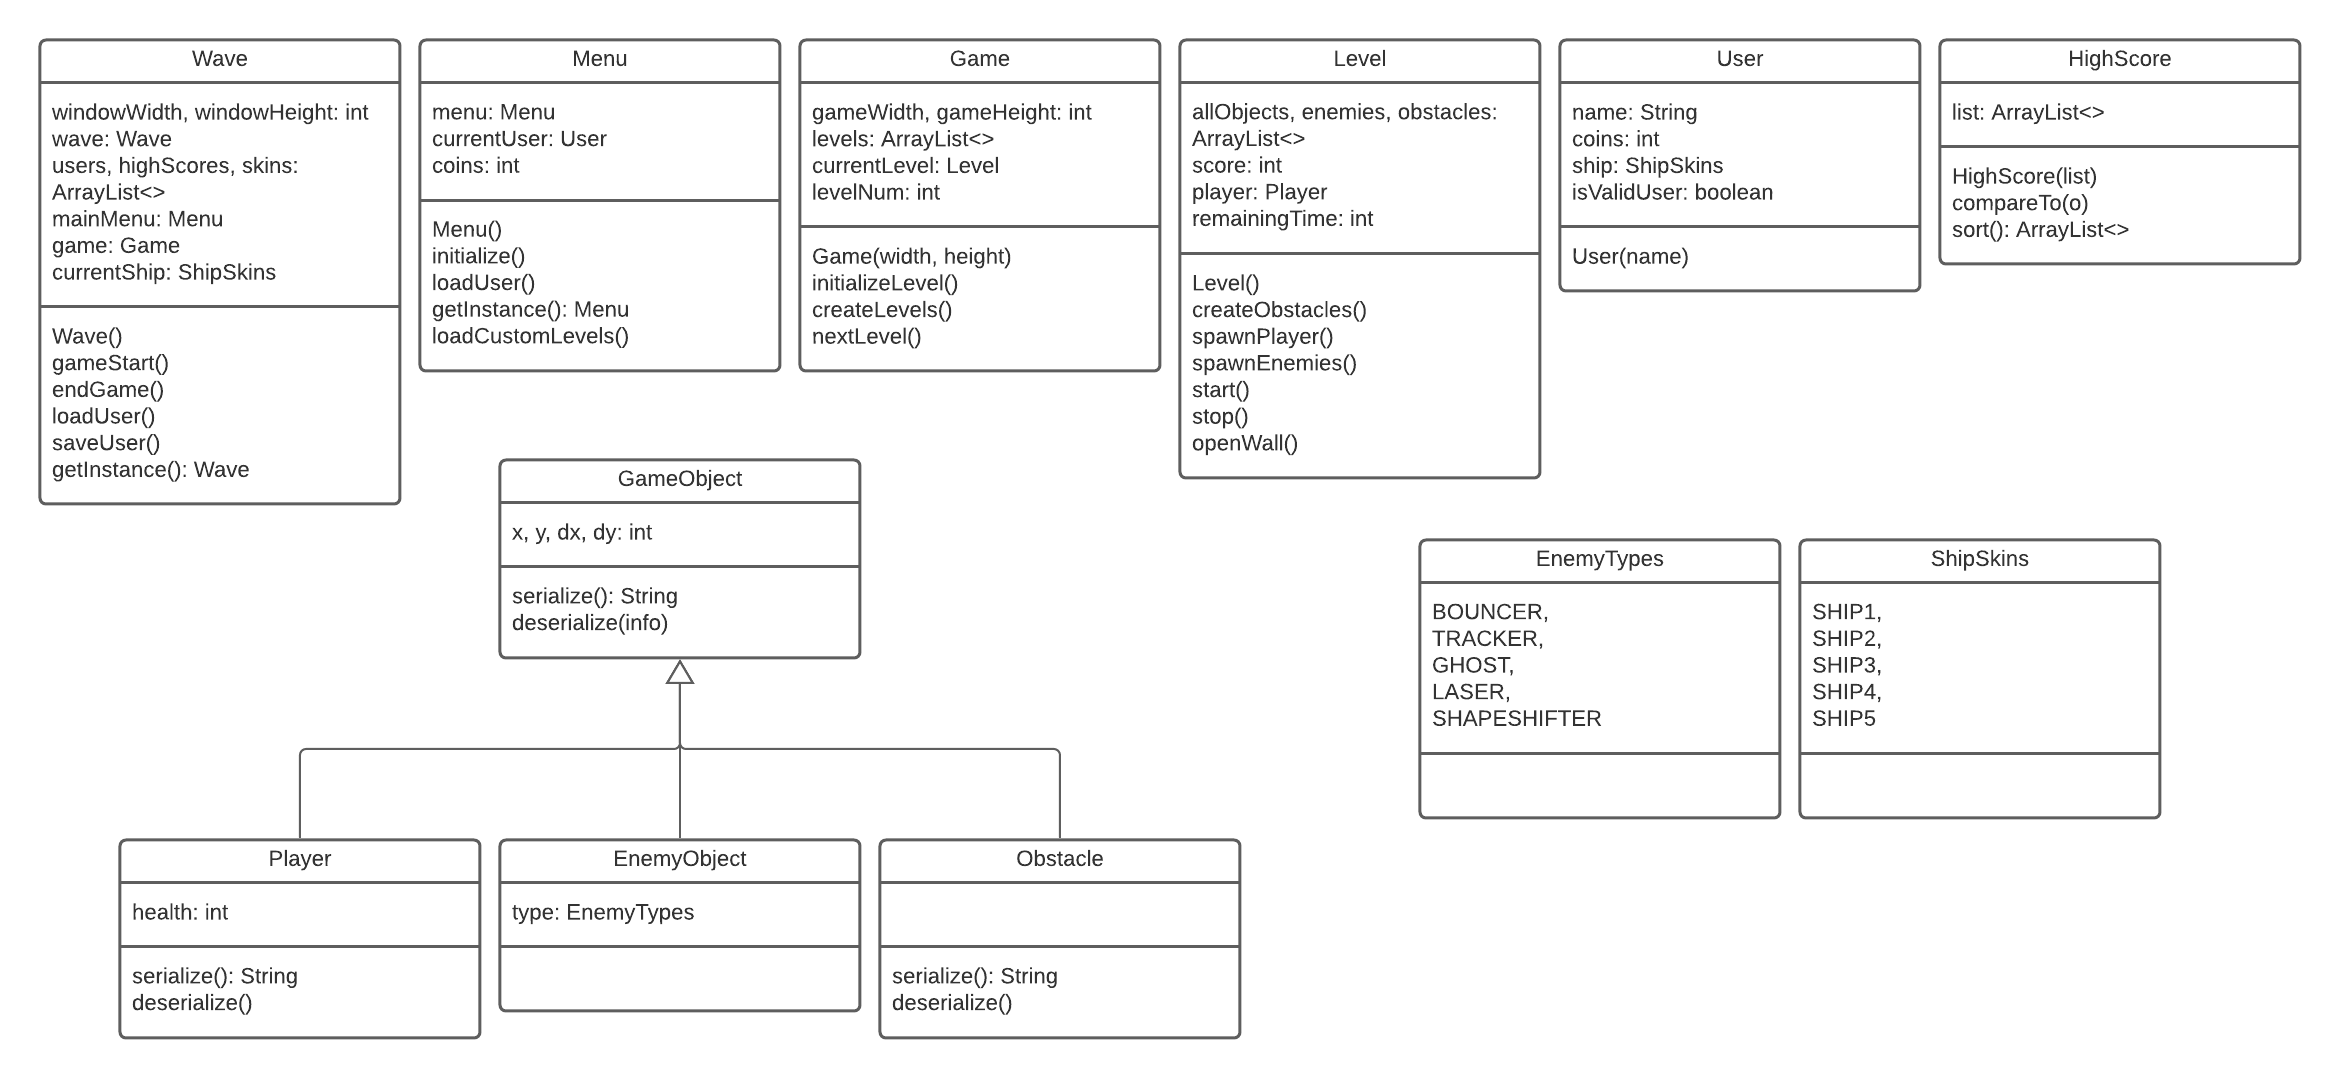 Wave
windowWidth, windowHeight: int
wave: Wave
users, highScores, skins:
ArrayList<>
mainMenu: Menu
game: Game
currentShip: ShipSkins
Wave()
gameStart()
endGame()
loadUser()
saveUser()
getInstance(): Wave
Menu
menu: Menu
currentUser: User
coins: int
Menu()
initialize()
loadUser()
getInstance(): Menu
loadCustomLevels()
Game
gameWidth, gameHeight: int
levels: ArrayList<>
currentLevel: Level
levelNum: int
Game(width, height)
initializeLevel()
createLevels()
nextLevel()
Level
allObjects, enemies, obstacles:
ArrayList<>
score: int
player: Player
remainingTime: int
Level()
createObstacles()
spawnPlayer()
spawnEnemies()
start()
stop()
openWall()
User
name: String
coins: int
ship: ShipSkins
isValidUser: boolean
User(name)
HighScore
list: ArrayList<>
HighScore(list)
compareTo(o)
sort(): ArrayList<>
GameObject
x, y, dx, dy: int
serialize(): String
deserialize(info)
EnemyTypes
BOUNCER,
TRACKER,
GHOST,
LASER,
SHAPESHIFTER
ShipSkins
SHIP1,
SHIP2,
SHIP3,
SHIP4,
SHIP5
Player
health: int
serialize(): String
deserialize()
EnemyObject
type: EnemyTypes
Obstacle
serialize(): String
deserialize()